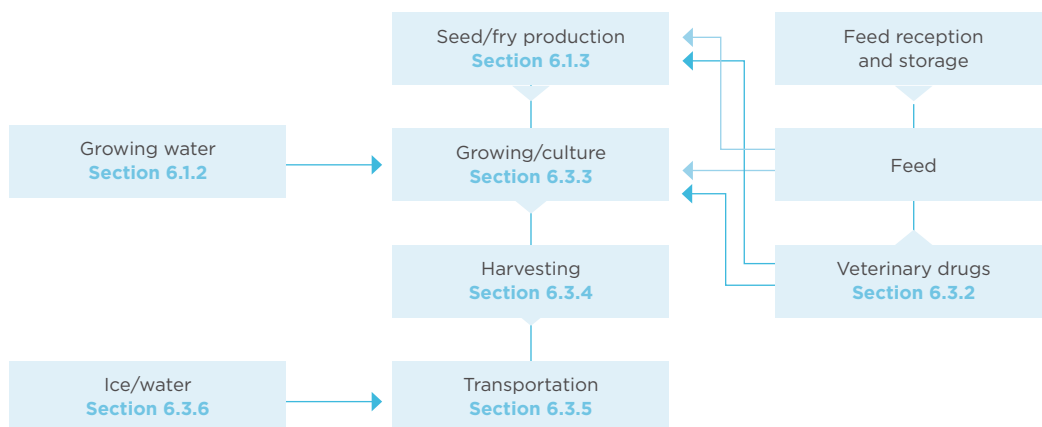 Seed/fry production
Section 6.1.3
Feed reception
and storage
Growing water
Section 6.1.2
Growing/culture
Section 6.3.3
Feed
Harvesting
Section 6.3.4
Veterinary drugs
Section 6.3.2
Ice/water
Section 6.3.6
Transportation
Section 6.3.5